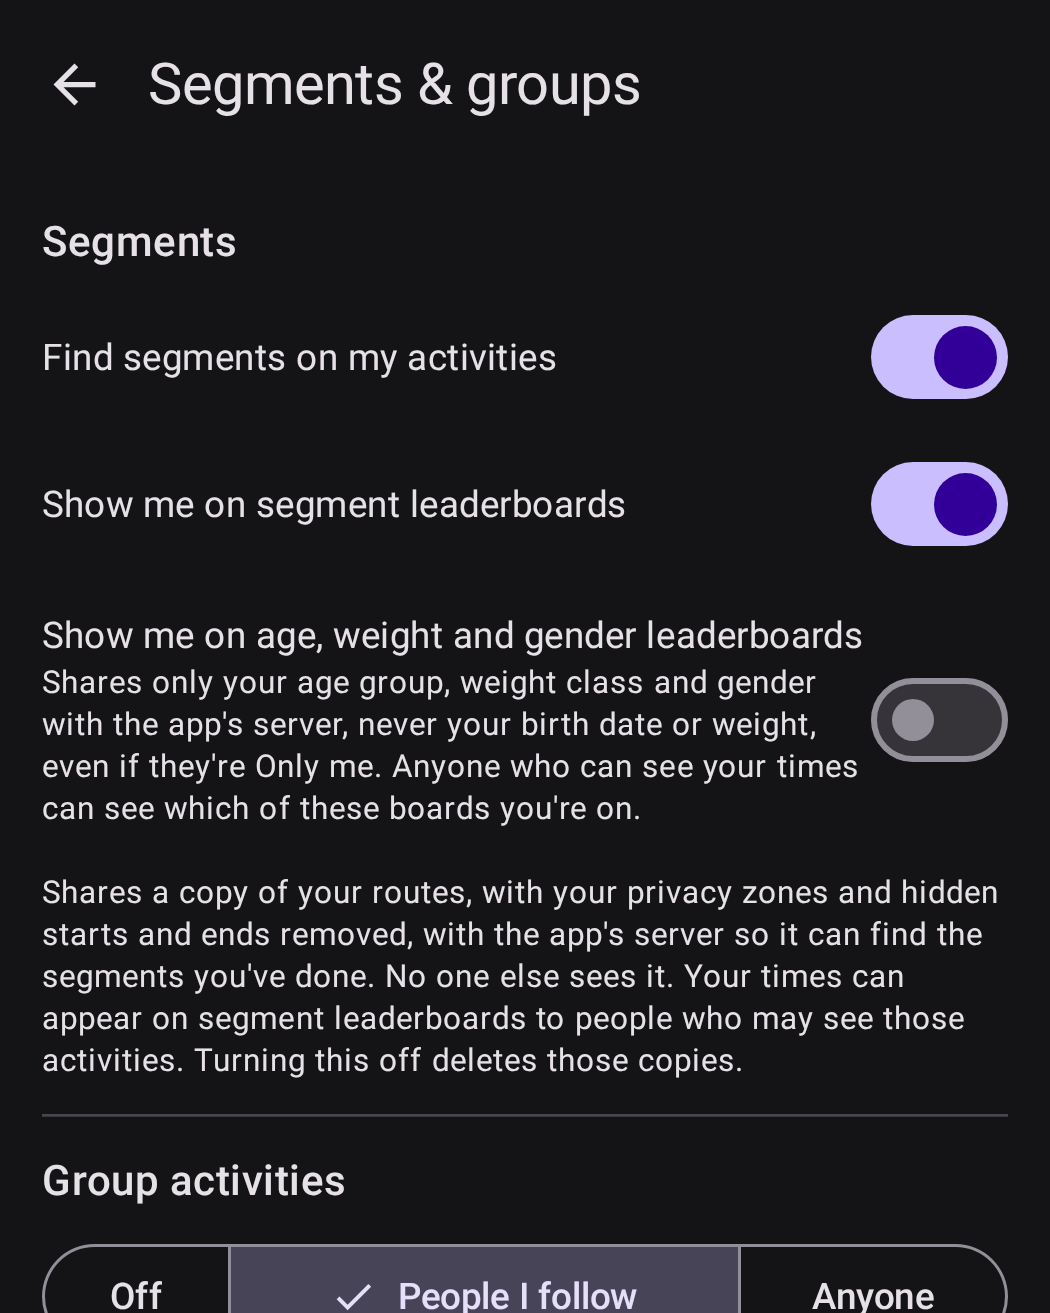 Segments & groups
Segments
Find segments on my activities
Show me on segment leaderboards
Show me on age, weight and gender leaderboards
Shares only your age group, weight class and gender
with the app's server, never your birth date or weight,
even if they're Only me. Anyone who can see your times
can see which of these boards you're on.
Shares a copy of your routes, with your privacy zones and hidden
starts and ends removed, with the app's server so it can find the
segments you've done. No one else sees it. Your times can
appear on segment leaderboards to people who may see those
activities. Turning this off deletes those copies.
Group activities
Off People I follow Anyone